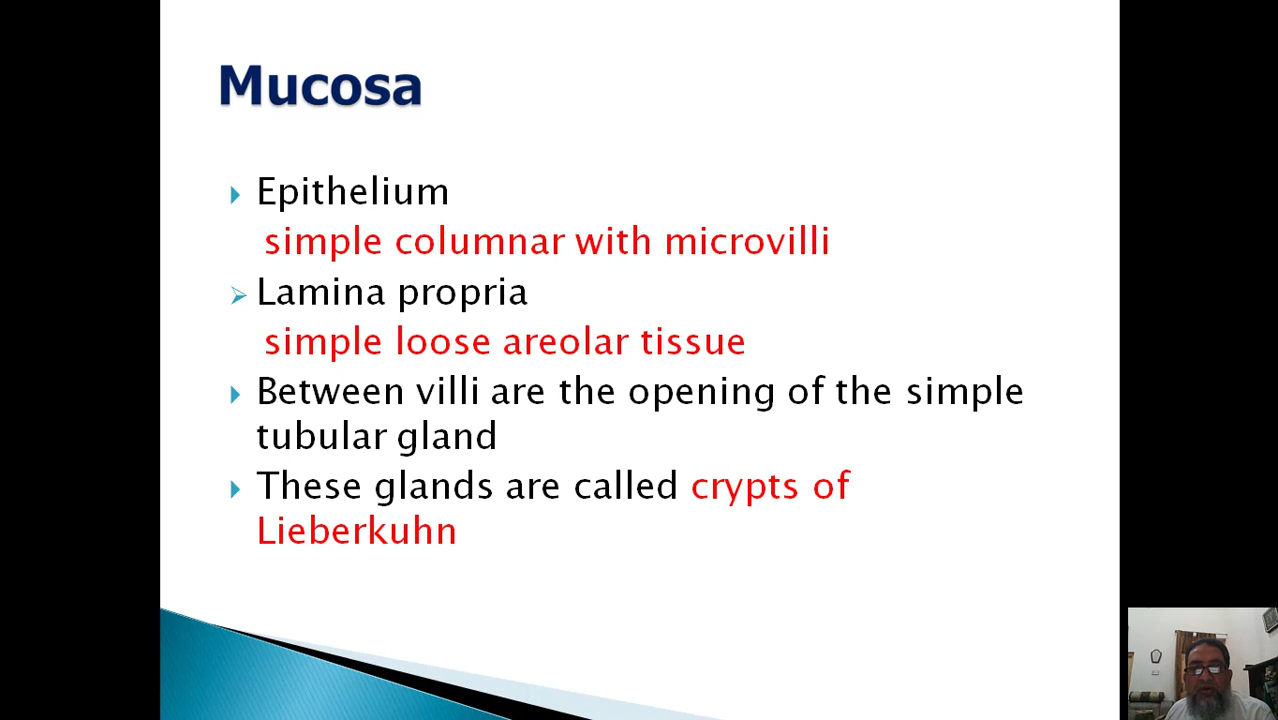 Mucosa
Epithelium
simple columnar with microvilli
Lamina propria
simple loose areolar tissue
Between villi are the opening of the simple
tubular gland
These glands are called crypts of
Lieberkuhn